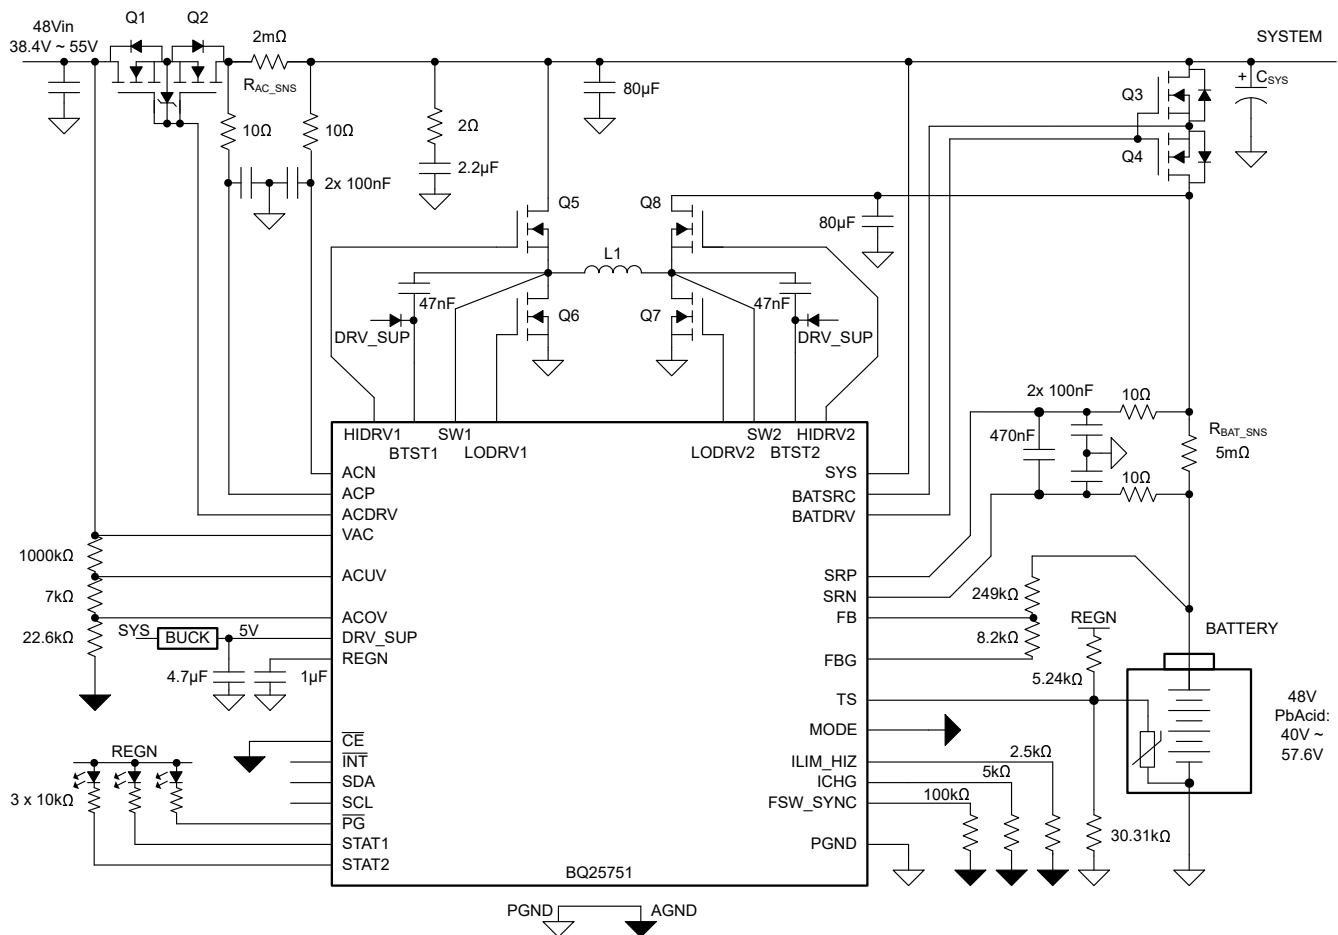 48Vin
38.4V ~ 55V
Q1
Q2
2mΩ
RAC_SNS
10Ω
10Ω
2x 100nF
2Ω
2.2µF
80µF
SYSTEM
Q3
Q4
+
CSYS
80µF
Q5
Q8
L1
47nF
Q6
Q7
47nF
DRV_SUP
DRV_SUP
HIDRV1
BTST1
SW1
LODRV1
LODRV2
SW2
BTST2
HIDRV2
2x 100nF
470nF
10Ω
10Ω
RBAT_SNS
5mΩ
ACN
ACP
ACDRV
VAC
ACUV
ACOV
DRV_SUP
REGN
CE
INT
SDA
SCL
PG
STAT1
STAT2
SYS
BATSRC
BATDRV
SRP
SRN
FB
FBG
TS
MODE
ILIM_HIZ
ICHG
FSW_SYNC
PGND
BQ25751
1000kΩ
7kΩ
22.6kΩ
SYS
BUCK
5V
4.7µF
1µF
REGN
3 x 10kΩ
249kΩ
8.2kΩ
REGN
5.24kΩ
BATTERY
48V
PbAcid:
40V ~
57.6V
2.5kΩ
5kΩ
100kΩ
30.31kΩ
PGND
AGND